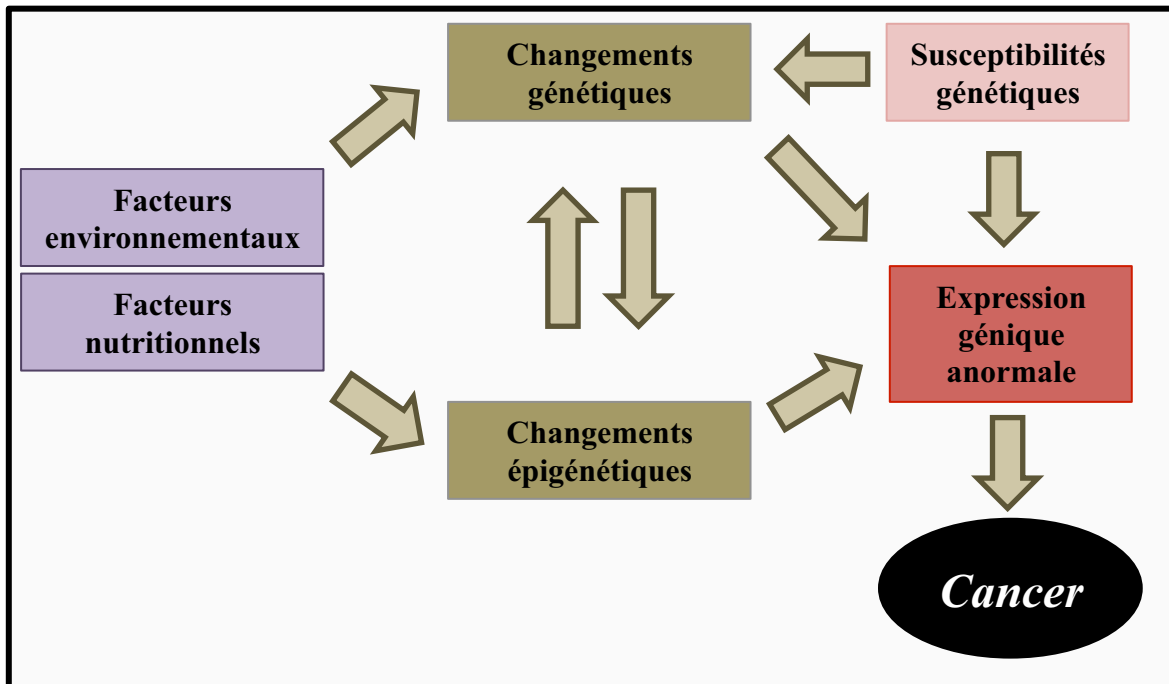 Changements
génétiques
Susceptibilités
génétiques
Facteurs
environnementaux
Facteurs
nutritionnels
Expression
génique
anormale
Changements
épigénétiques
Cancer